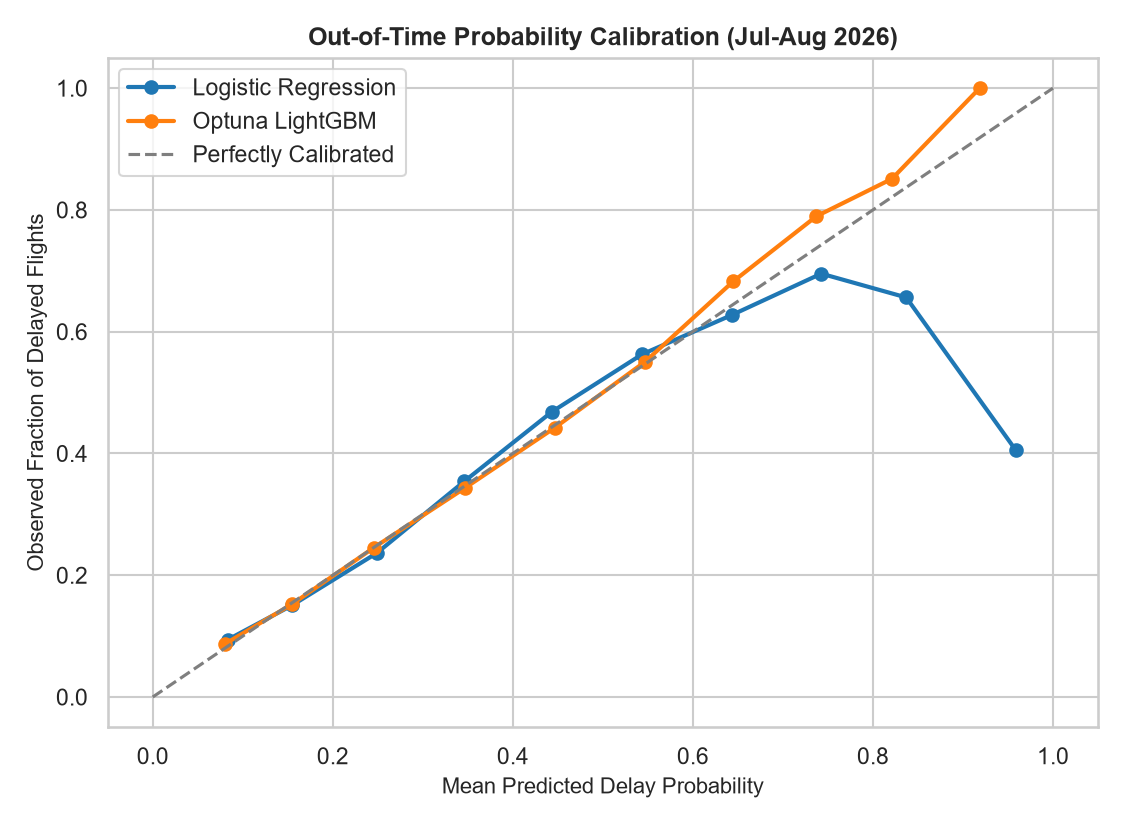 Out-of-Time Probability Calibration (Jul-Aug 2026)
Logistic Regression
Optuna LightGBM
Perfectly Calibrated
Observed Fraction of Delayed Flights
1.0
0.8
0.6
0.4
0.2
0.0
0.0 0.2 0.4 0.6 0.8 1.0
Mean Predicted Delay Probability